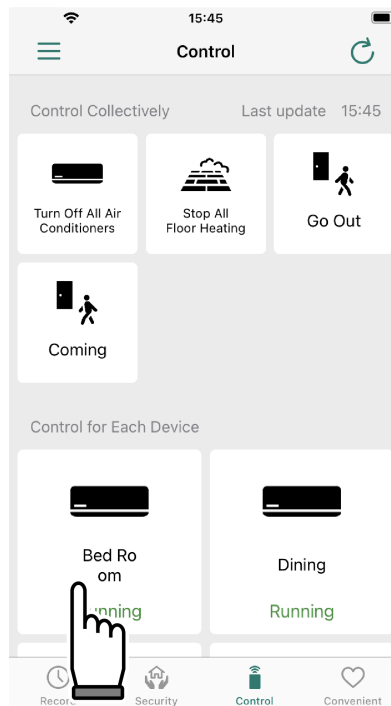 15:45
Control
Control Collectively Last update 15:45
Turn Off All Air
Conditioners
Stop All
Floor Heating
Go Out
Coming
Control for Each Device
Bed Ro
om
Dining
Running
Security
Control
Convenient